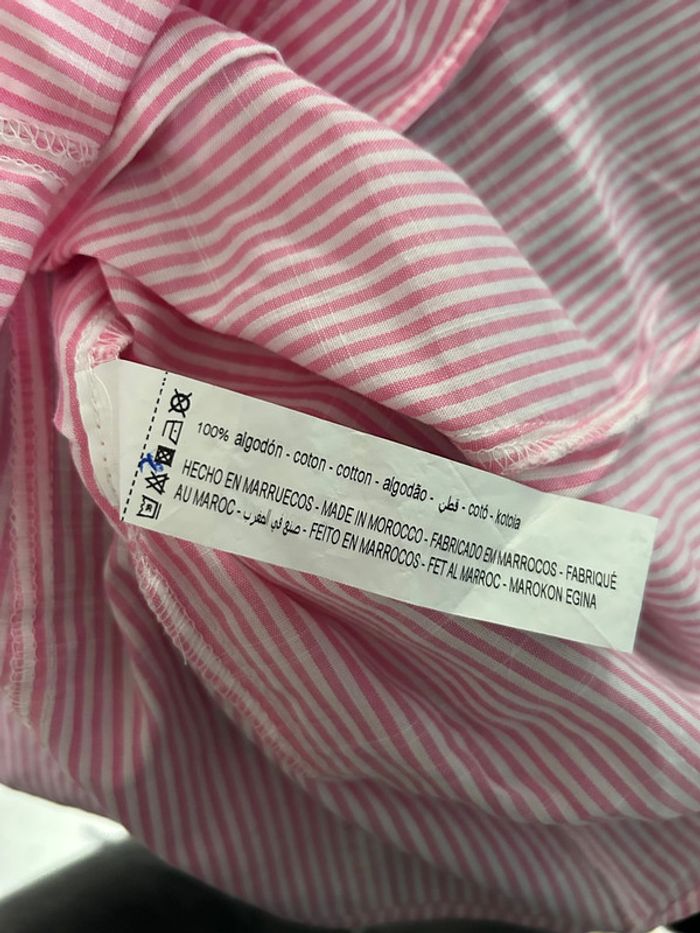 100% algodón - coton - cotton - algodão - قطن - cotó - kotoia
HECHO EN MARRUECOS - MADE IN MOROCCO - FABRICADO EM MARROCOS - FABRIQUÉ
AU MAROC - صنع في المغرب - FEITO EN MARROCOS - FET AL MARROC - MAROKON EGINA